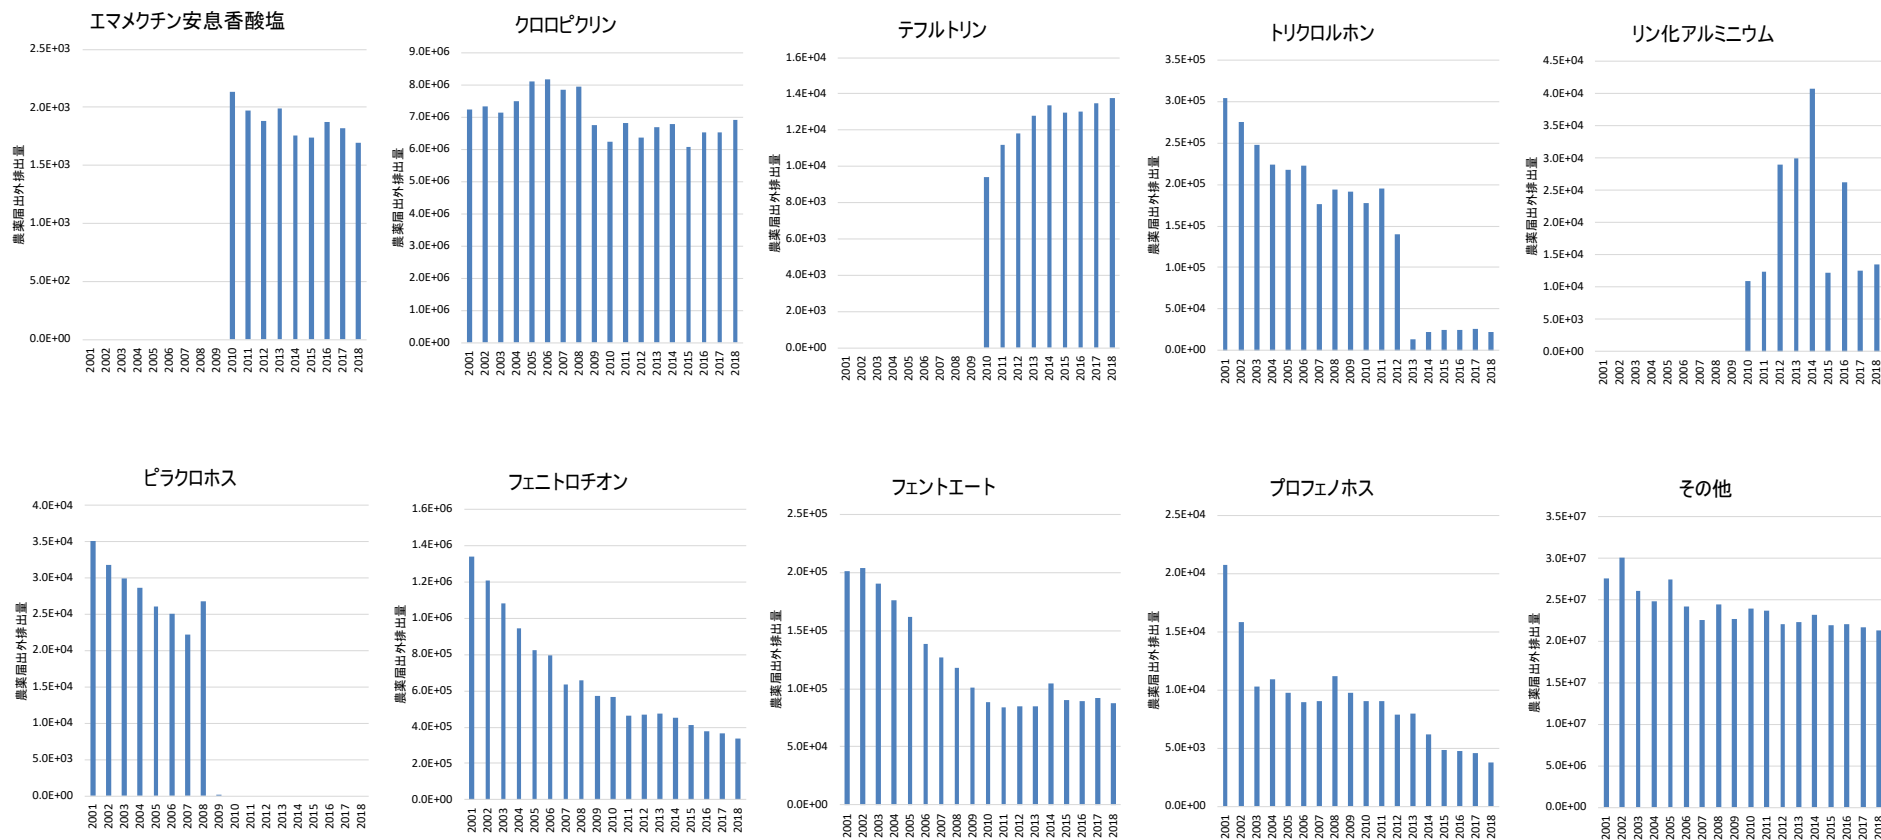 エマメクチン安息香酸塩
農薬届出外排出量
2.5E+03
2.0E+03
1.5E+03
1.0E+03
5.0E+02
0.0E+00
2001 2002 2003 2004 2005 2006 2007 2008 2009 2010 2011 2012 2013 2014 2015 2016 2017 2018
クロロピクリン
農薬届出外排出量
9.0E+06
8.0E+06
7.0E+06
6.0E+06
5.0E+06
4.0E+06
3.0E+06
2.0E+06
1.0E+06
0.0E+00
2001 2002 2003 2004 2005 2006 2007 2008 2009 2010 2011 2012 2013 2014 2015 2016 2017 2018
テフルトリン
農薬届出外排出量
1.6E+04
1.4E+04
1.2E+04
1.0E+04
8.0E+03
6.0E+03
4.0E+03
2.0E+03
0.0E+00
2001 2002 2003 2004 2005 2006 2007 2008 2009 2010 2011 2012 2013 2014 2015 2016 2017 2018
トリクロルホン
農薬届出外排出量
3.5E+05
3.0E+05
2.5E+05
2.0E+05
1.5E+05
1.0E+05
5.0E+04
0.0E+00
2001 2002 2003 2004 2005 2006 2007 2008 2009 2010 2011 2012 2013 2014 2015 2016 2017 2018
リン化アルミニウム
農薬届出外排出量
4.5E+04
4.0E+04
3.5E+04
3.0E+04
2.5E+04
2.0E+04
1.5E+04
1.0E+04
5.0E+03
0.0E+00
2001 2002 2003 2004 2005 2006 2007 2008 2009 2010 2011 2012 2013 2014 2015 2016 2017 2018
ピラクロホス
農薬届出外排出量
4.0E+04
3.5E+04
3.0E+04
2.5E+04
2.0E+04
1.5E+04
1.0E+04
5.0E+03
0.0E+00
2001 2002 2003 2004 2005 2006 2007 2008 2009 2010 2011 2012 2013 2014 2015 2016 2017 2018
フェニトロチオン
農薬届出外排出量
1.6E+06
1.4E+06
1.2E+06
1.0E+06
8.0E+05
6.0E+05
4.0E+05
2.0E+05
0.0E+00
2001 2002 2003 2004 2005 2006 2007 2008 2009 2010 2011 2012 2013 2014 2015 2016 2017 2018
フェントエート
農薬届出外排出量
2.5E+05
2.0E+05
1.5E+05
1.0E+05
5.0E+04
0.0E+00
2001 2002 2003 2004 2005 2006 2007 2008 2009 2010 2011 2012 2013 2014 2015 2016 2017 2018
プロフェノホス
農薬届出外排出量
2.5E+04
2.0E+04
1.5E+04
1.0E+04
5.0E+03
0.0E+00
2001 2002 2003 2004 2005 2006 2007 2008 2009 2010 2011 2012 2013 2014 2015 2016 2017 2018
その他
農薬届出外排出量
3.5E+07
3.0E+07
2.5E+07
2.0E+07
1.5E+07
1.0E+07
5.0E+06
0.0E+00
2001 2002 2003 2004 2005 2006 2007 2008 2009 2010 2011 2012 2013 2014 2015 2016 2017 2018